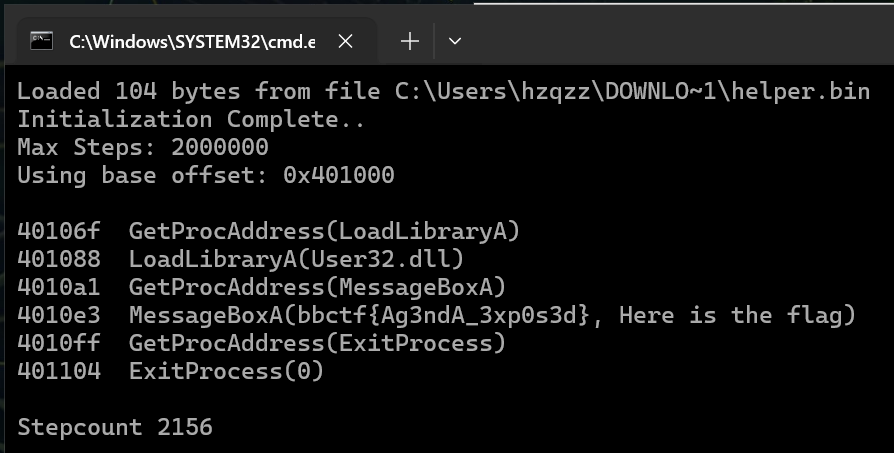 C:\Windows\SYSTEM32\cmd.e
Loaded 104 bytes from file C:\Users\hzqzz\DOWNLO~1\helper.bin
Initialization Complete..
Max Steps: 2000000
Using base offset: 0x401000
40106f  GetProcAddress(LoadLibraryA)
401088  LoadLibraryA(User32.dll)
4010a1  GetProcAddress(MessageBoxA)
4010e3  MessageBoxA(bbctf{Ag3ndA_3xp0s3d}, Here is the flag)
4010ff  GetProcAddress(ExitProcess)
401104  ExitProcess(0)
Stepcount 2156